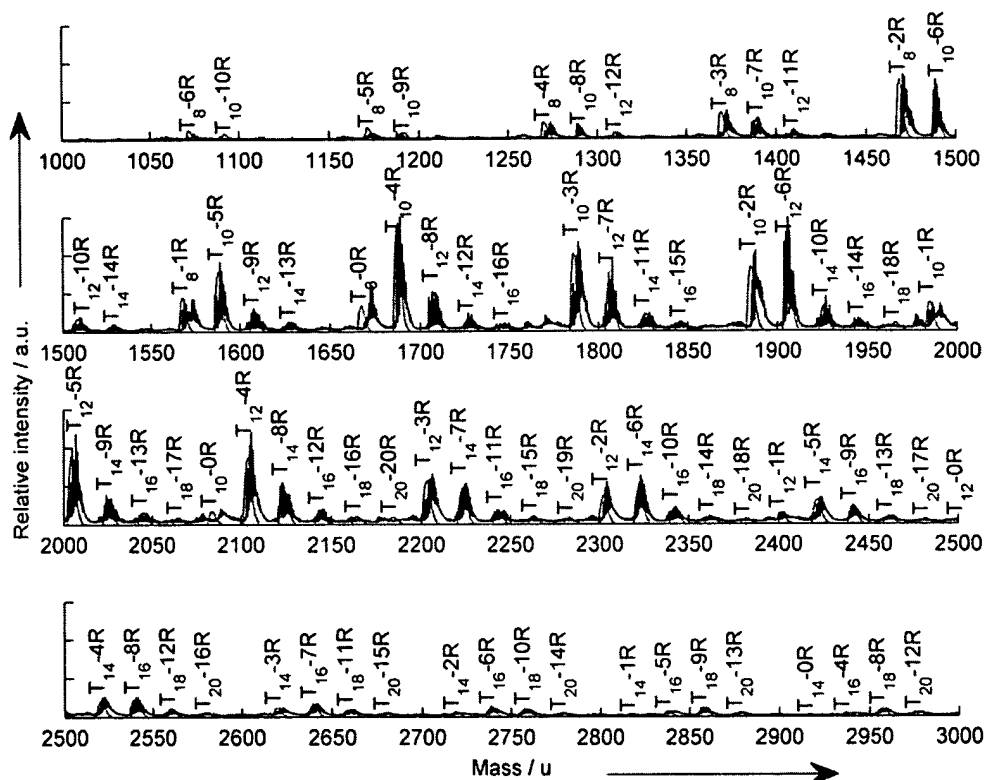 Relative intensity / a.u.
T₈-6R
T₁₀-10R
T₈-5R
T₁₀-9R
T₈-4R
T₁₀-8R
T₁₂-12R
T₈-3R
T₁₀-7R
T₁₂-11R
T₈-2R
T₁₀-6R
1000 1050 1100 1150 1200 1250 1300 1350 1400 1450 1500
T₁₂-10R
T₁₄-14R
T₈-1R
T₁₀-5R
T₁₂-9R
T₁₄-13R
T₈-0R
T₁₀-4R
T₁₂-8R
T₁₄-12R
T₁₆-16R
T₁₀-3R
T₁₂-7R
T₁₄-11R
T₁₆-15R
T₁₀-2R
T₁₂-6R
T₁₄-10R
T₁₆-14R
T₁₈-18R
T₁₀-1R
1500 1550 1600 1650 1700 1750 1800 1850 1900 1950 2000
T₁₂-5R
T₁₄-9R
T₁₆-13R
T₁₈-17R
T₁₀-0R
T₁₂-4R
T₁₄-8R
T₁₆-12R
T₁₈-16R
T₂₀-20R
T₁₂-3R
T₁₄-7R
T₁₆-11R
T₁₈-15R
T₂₀-19R
T₁₂-2R
T₁₄-6R
T₁₆-10R
T₁₈-14R
T₂₀-18R
T₁₂-1R
T₁₄-5R
T₁₆-9R
T₁₈-13R
T₂₀-17R
T₁₂-0R
2000 2050 2100 2150 2200 2250 2300 2350 2400 2450 2500
T₁₄-4R
T₁₆-8R
T₁₈-12R
T₂₀-16R
T₁₄-3R
T₁₆-7R
T₁₈-11R
T₂₀-15R
T₁₄-2R
T₁₆-6R
T₁₈-10R
T₂₀-14R
T₁₄-1R
T₁₆-5R
T₁₈-9R
T₂₀-13R
T₁₄-0R
T₁₆-4R
T₁₈-8R
T₂₀-12R
2500 2550 2600 2650 2700 2750 2800 2850 2900 2950 3000
Mass / u